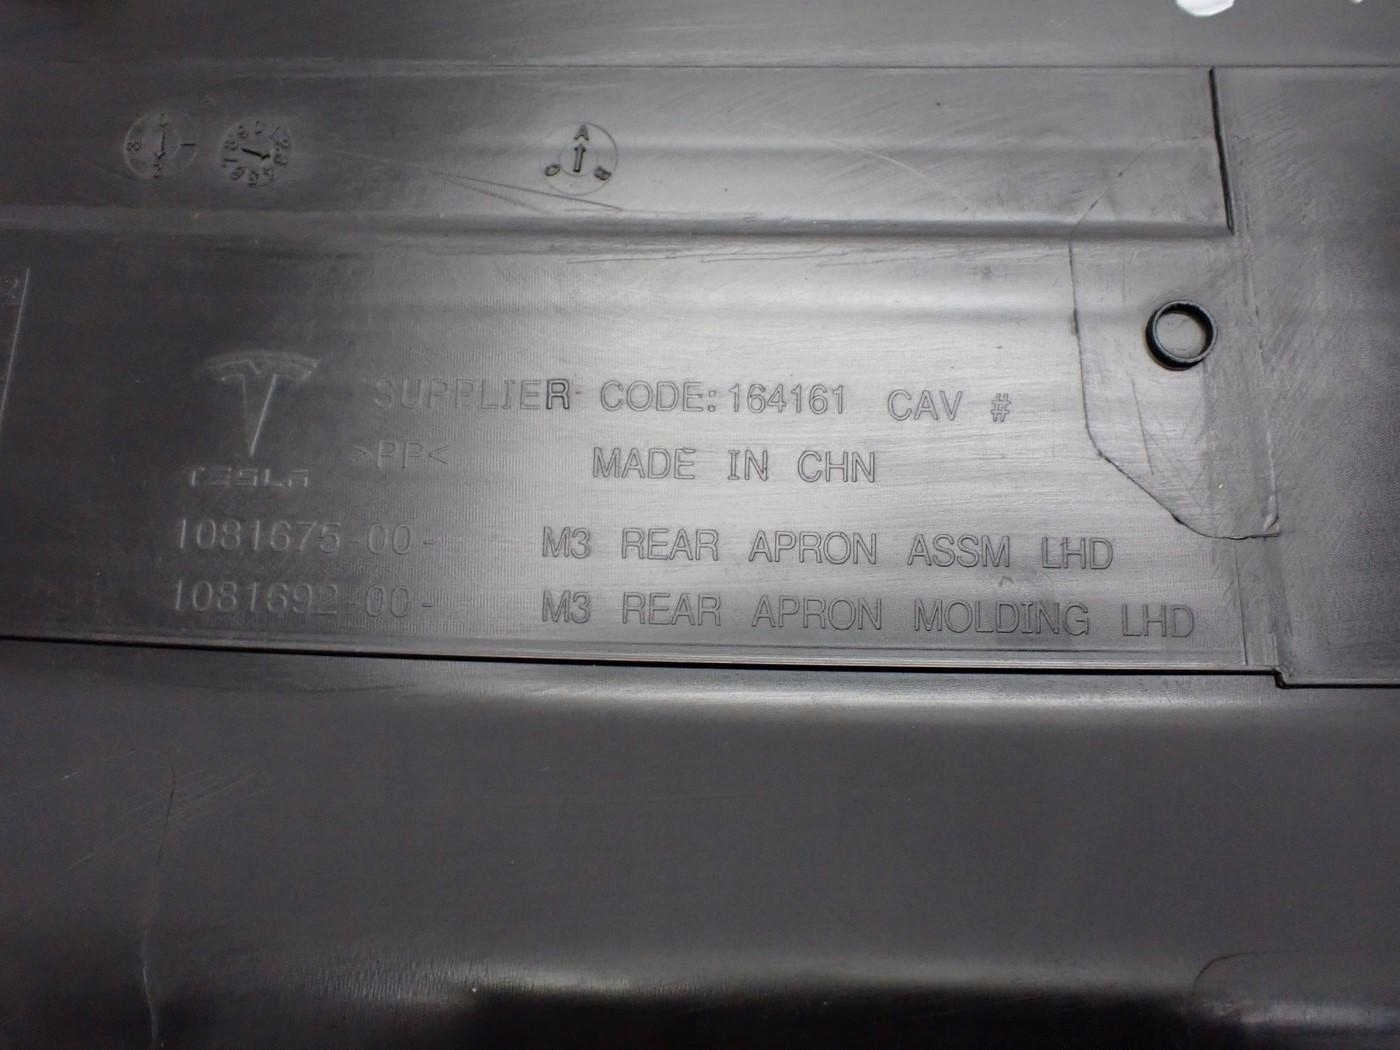 A
TESLA
SUPPLIER CODE:164161 CAV #
>PP< MADE IN CHN
1081675-00- M3 REAR APRON ASSM LHD
1081692-00- M3 REAR APRON MOLDING LHD